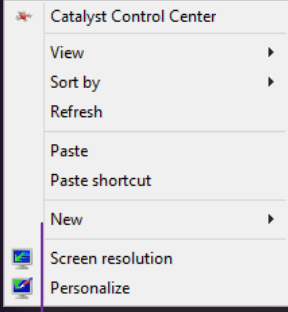 Catalyst Control Center
View
Sort by
Refresh
Paste
Paste shortcut
New
Screen resolution
Personalize